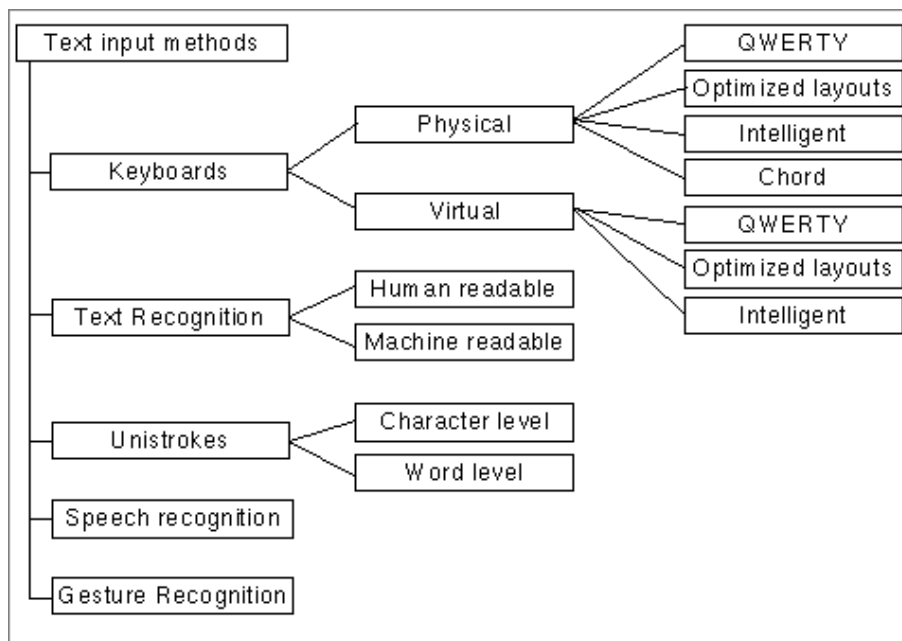 Text input methods
QWERTY
Optimized layouts
Physical
Intelligent
Keyboards
Chord
Virtual
QWERTY
Optimized layouts
Human readable
Text Recognition
Intelligent
Machine readable
Character level
Unistrokes
Word level
Speech recognition
Gesture Recognition